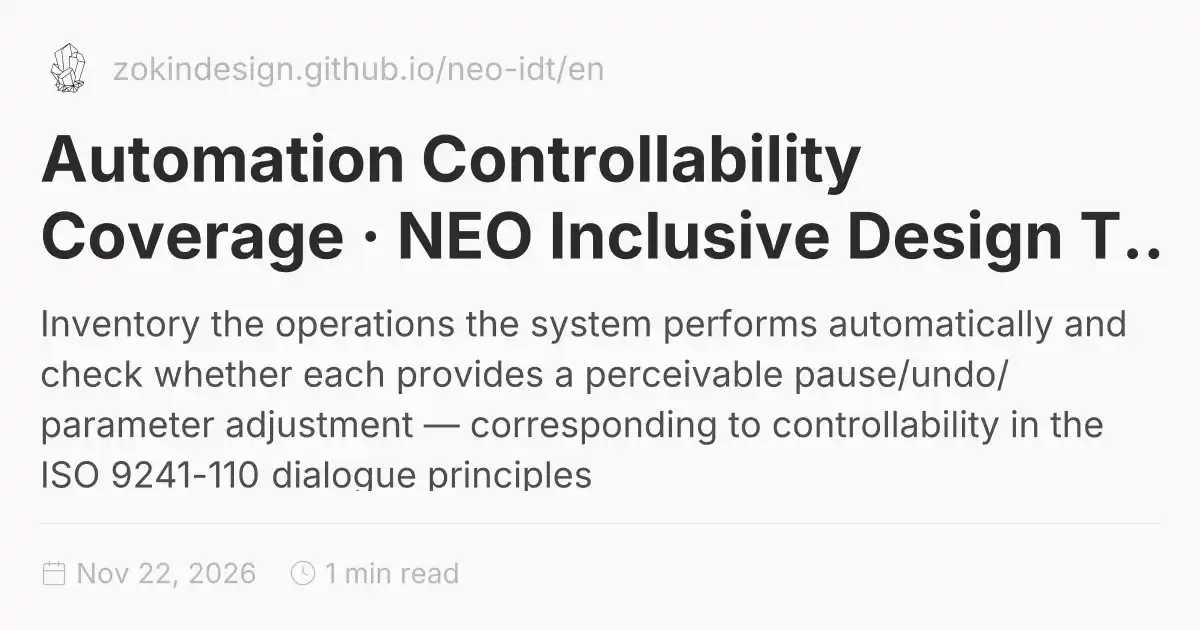 zokindesign.github.io/neo-idt/en
Automation Controllability
Coverage · NEO Inclusive Design T..
Inventory the operations the system performs automatically and
check whether each provides a perceivable pause/undo/
parameter adjustment — corresponding to controllability in the
ISO 9241-110 dialogue principles
Nov 22, 2026 1 min read